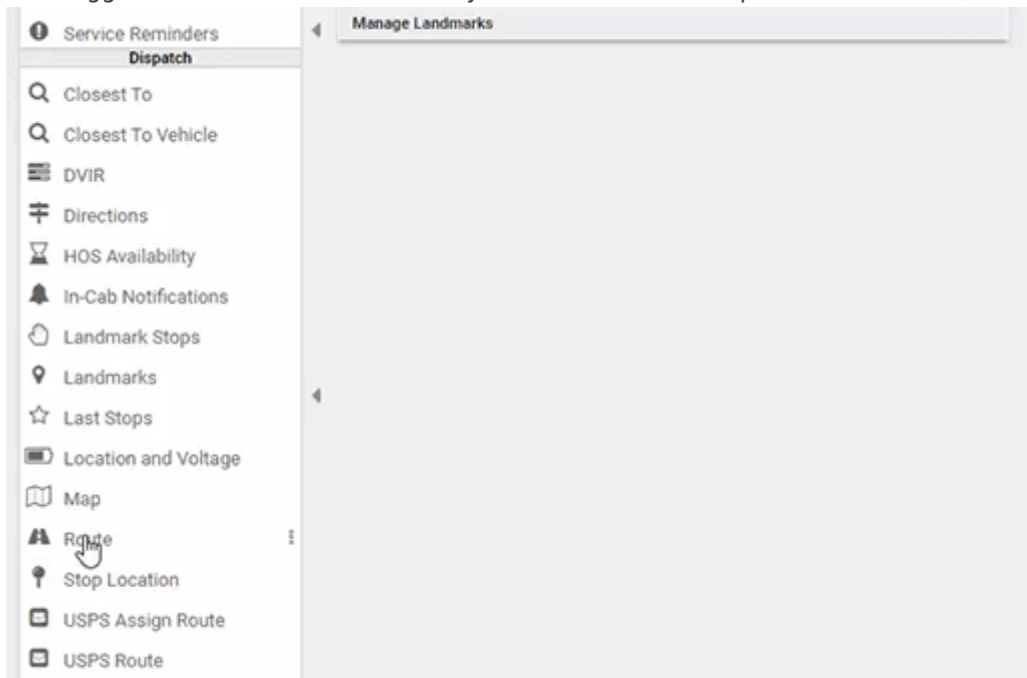 Service Reminders
Manage Landmarks
Dispatch
Closest To
Closest To Vehicle
DVIR
Directions
HOS Availability
In-Cab Notifications
Landmark Stops
Landmarks
Last Stops
Location and Voltage
Map
Route
Stop Location
USPS Assign Route
USPS Route